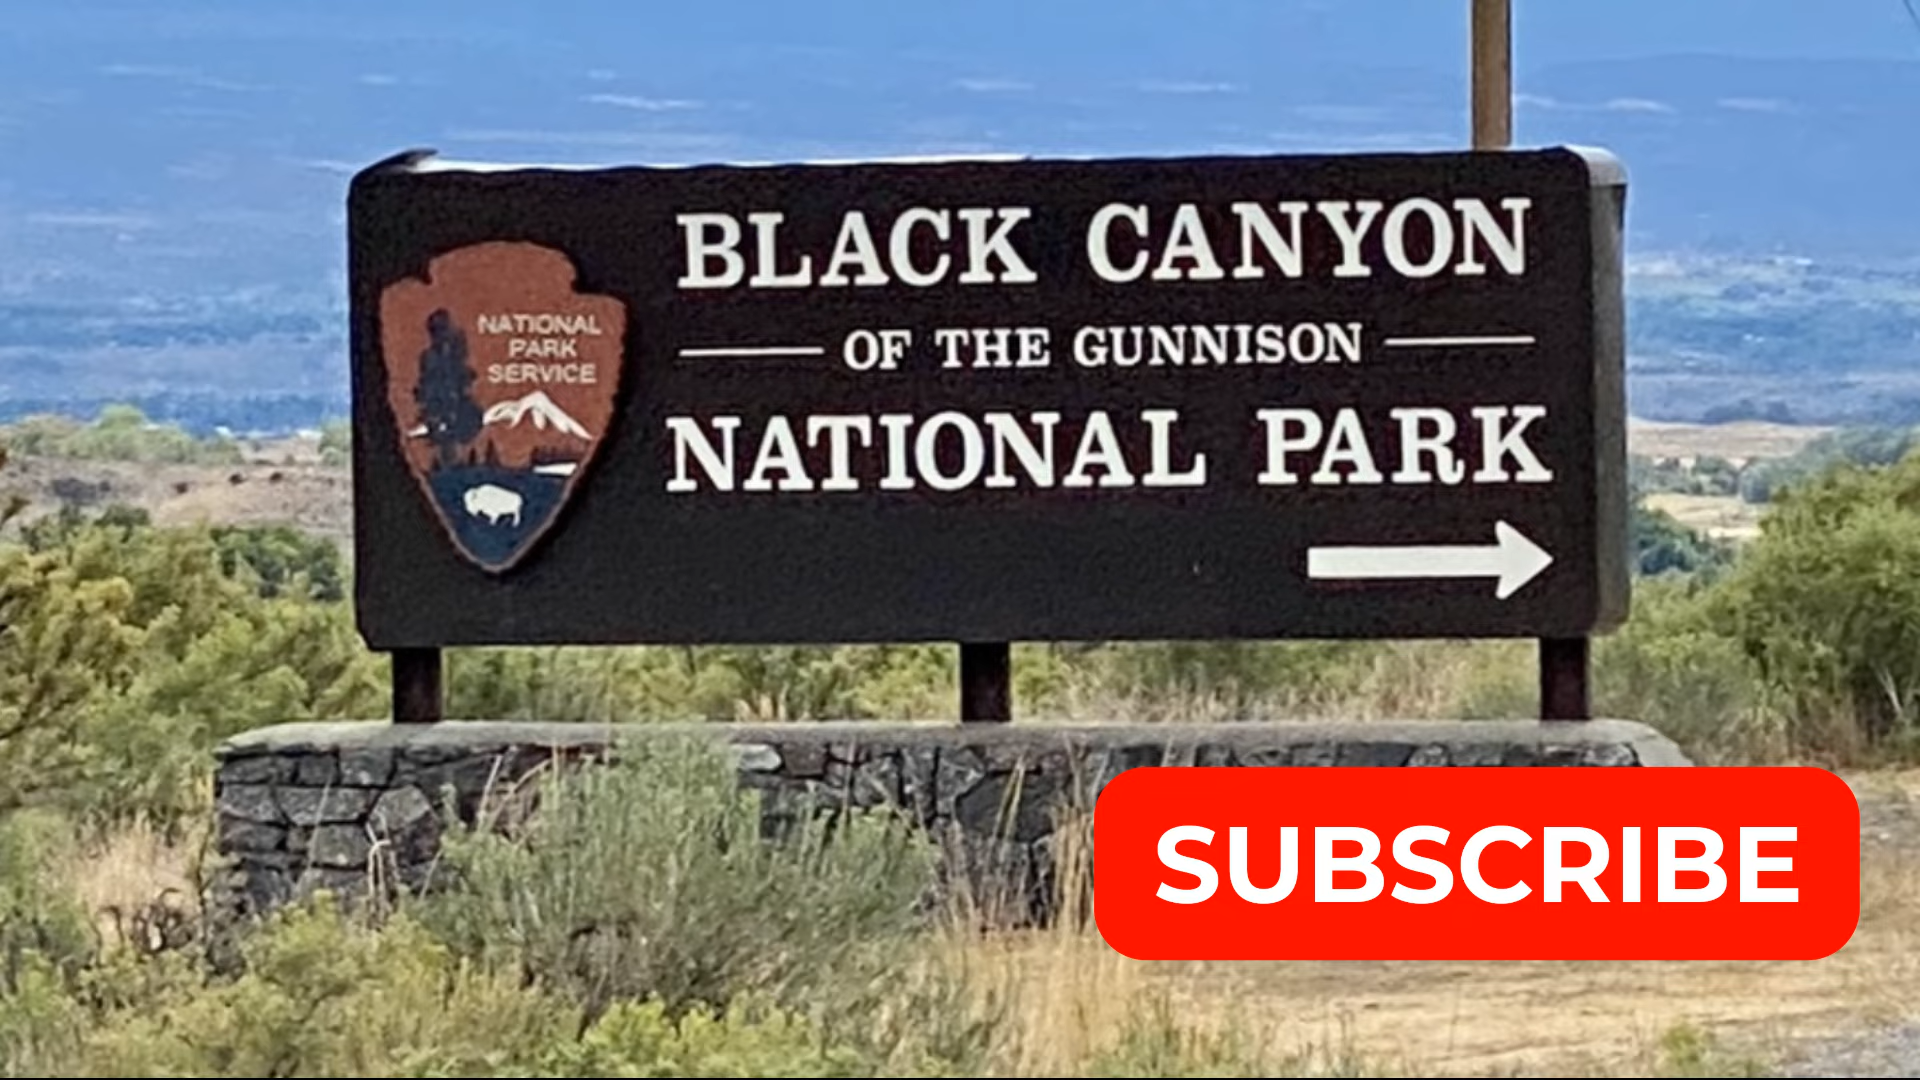 BLACK CANYON
OF THE GUNNISON
NATIONAL PARK
NATIONAL
PARK
SERVICE
SUBSCRIBE